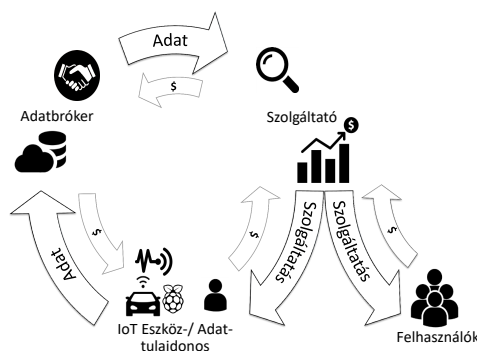 Adat
$
Adatbróker
Szolgáltató
$
Adat
$
$
Szolgáltatás
Szolgáltatás
$
IoT Eszköz-/ Adat-
tulajdonos
Felhasználók